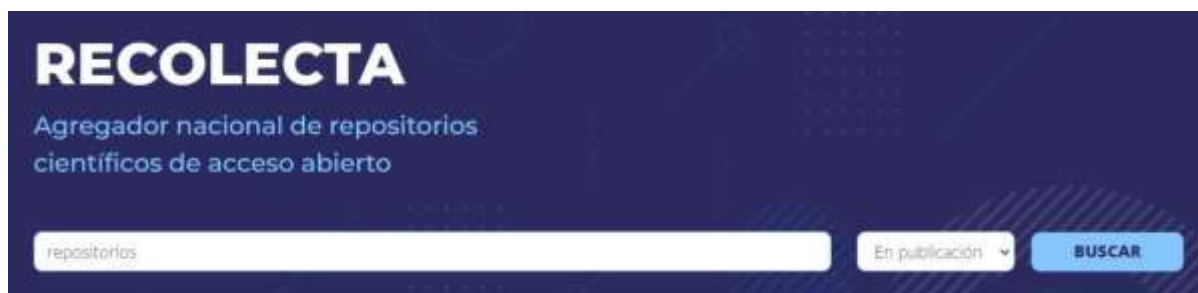 RECOLECTA
Agregador nacional de repositorios
científicos de acceso abierto
repositorios
En publicación
BUSCAR